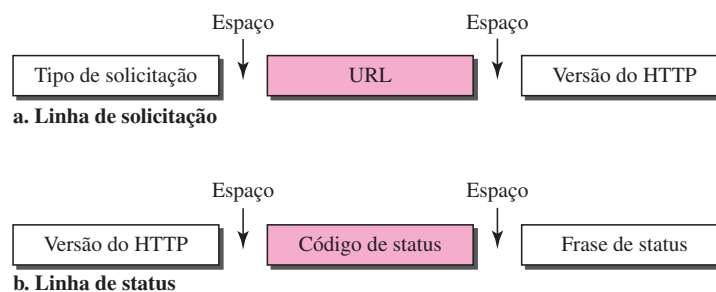 Espaço Espaço
Tipo de solicitação URL Versão do HTTP
a. Linha de solicitação
Espaço Espaço
Versão do HTTP Código de status Frase de status
b. Linha de status